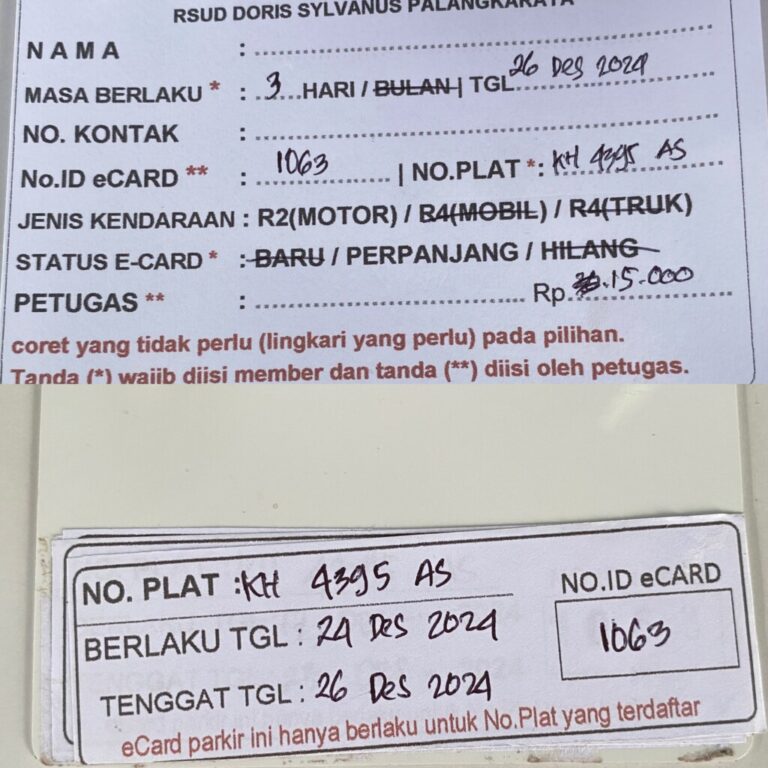 RSUD DORIS SYLVANUS PALANGKARAYA
NAMA :
MASA BERLAKU * : 3 HARI / BULAN | TGL 26 Des 2024
NO. KONTAK :
No.ID eCARD ** : 1063 | NO.PLAT *: KH 4395 AS
JENIS KENDARAAN : R2(MOTOR) / R4(MOBIL) / R4(TRUK)
STATUS E-CARD * : BARU / PERPANJANG / HILANG
PETUGAS ** : Rp. 15.000
coret yang tidak perlu (lingkari yang perlu) pada pilihan.
Tanda (*) wajib diisi member dan tanda (**) diisi oleh petugas.
NO. PLAT : KH 4395 AS
NO.ID eCARD
BERLAKU TGL : 24 Des 2024
1063
TENGGAT TGL : 26 Des 2024
eCard parkir ini hanya berlaku untuk No.Plat yang terdaftar